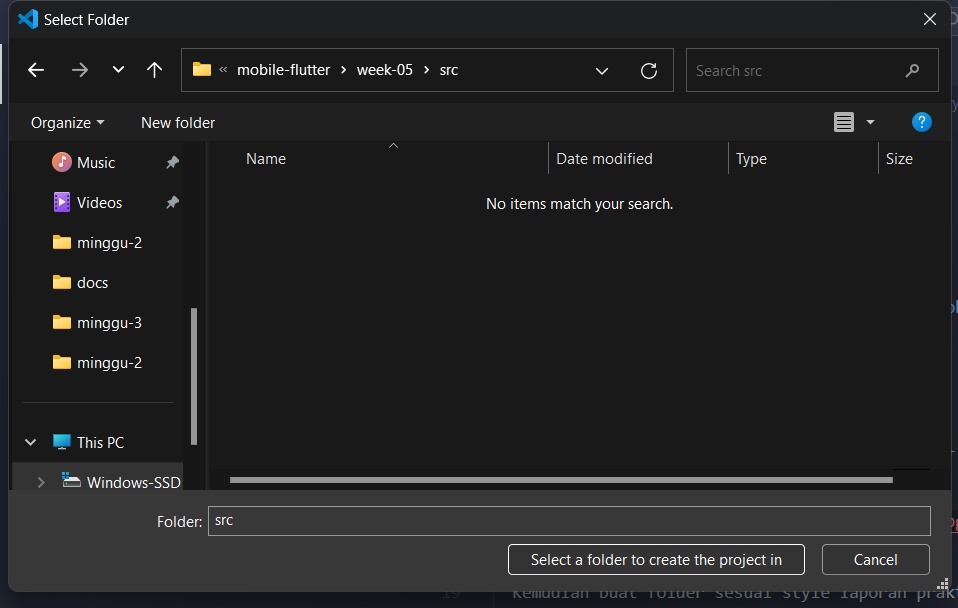 Select Folder
« mobile-flutter > week-05 > src
Search src
Organize
New folder
?
Name
Date modified
Type
Size
No items match your search.
Music
Videos
minggu-2
docs
minggu-3
minggu-2
This PC
Windows-SSD
Folder:
src
Select a folder to create the project in
Cancel
19
Kemudian buat folder sesuai style laporan prakt